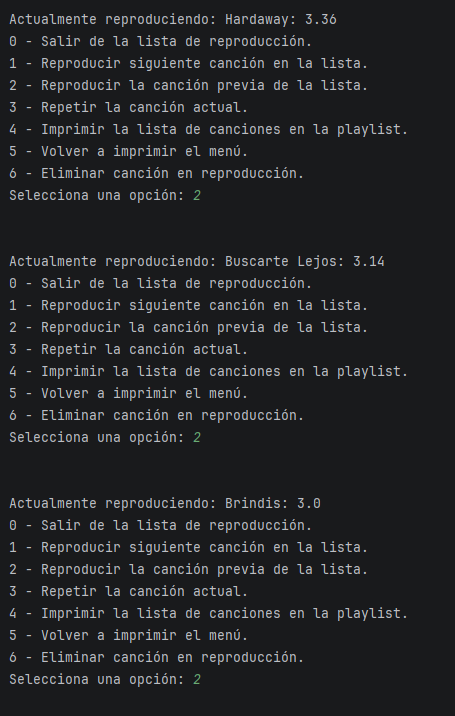 Actualmente reproduciendo: Hardaway: 3.36
0 - Salir de la lista de reproducción.
1 - Reproducir siguiente canción en la lista.
2 - Reproducir la canción previa de la lista.
3 - Repetir la canción actual.
4 - Imprimir la lista de canciones en la playlist.
5 - Volver a imprimir el menú.
6 - Eliminar canción en reproducción.
Selecciona una opción: 2
Actualmente reproduciendo: Buscarte Lejos: 3.14
0 - Salir de la lista de reproducción.
1 - Reproducir siguiente canción en la lista.
2 - Reproducir la canción previa de la lista.
3 - Repetir la canción actual.
4 - Imprimir la lista de canciones en la playlist.
5 - Volver a imprimir el menú.
6 - Eliminar canción en reproducción.
Selecciona una opción: 2
Actualmente reproduciendo: Brindis: 3.0
0 - Salir de la lista de reproducción.
1 - Reproducir siguiente canción en la lista.
2 - Reproducir la canción previa de la lista.
3 - Repetir la canción actual.
4 - Imprimir la lista de canciones en la playlist.
5 - Volver a imprimir el menú.
6 - Eliminar canción en reproducción.
Selecciona una opción: 2